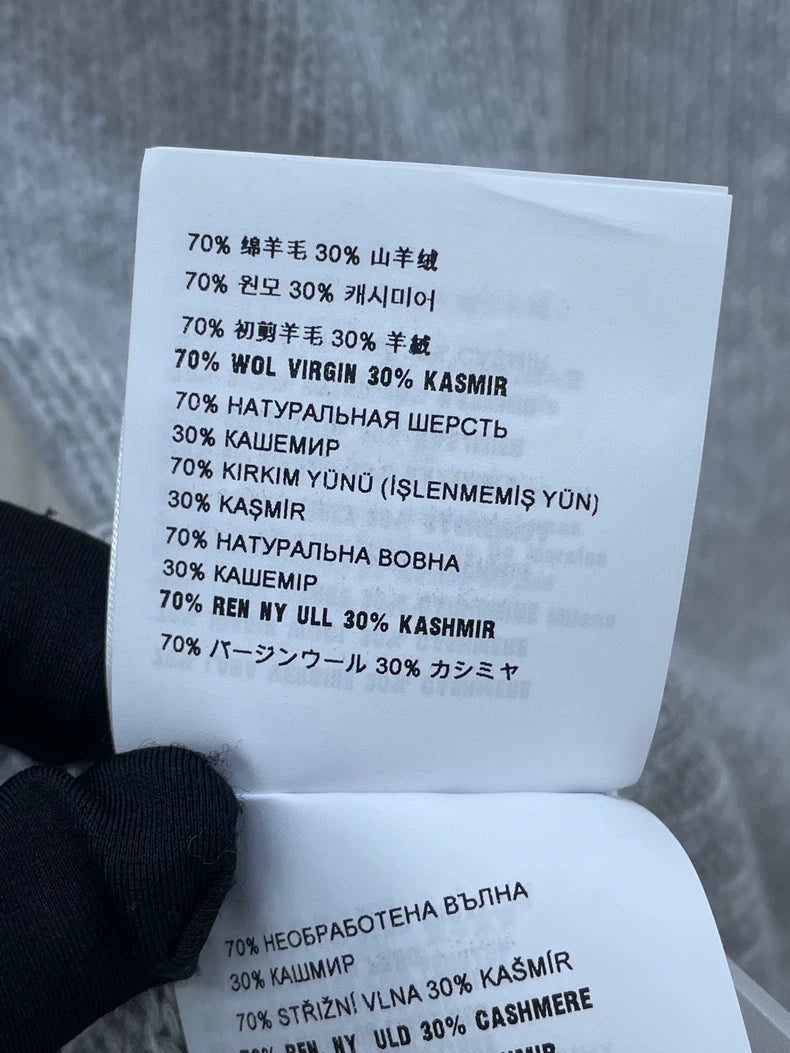 70% 绵羊毛 30% 山羊绒
70% 원모 30% 캐시미어
70% 初剪羊毛 30% 羊絨
70% WOL VIRGIN 30% KASMIR
70% НАТУРАЛЬНАЯ ШЕРСТЬ
30% КАШЕМИР
70% KIRKIM YÜNÜ (İŞLENMEMİŞ YÜN)
30% KAŞMİR
70% НАТУРАЛЬНА ВОВНА
30% КАШЕМІР
70% REN NY ULL 30% KASHMIR
70% バージンウール 30% カシミヤ
70% НЕОБРАБОТЕНА ВЪЛНА
30% КАШМИР
70% STŘIŽNÍ VLNA 30% KAŠMÍR
70% REN NY ULD 30% CASHMERE